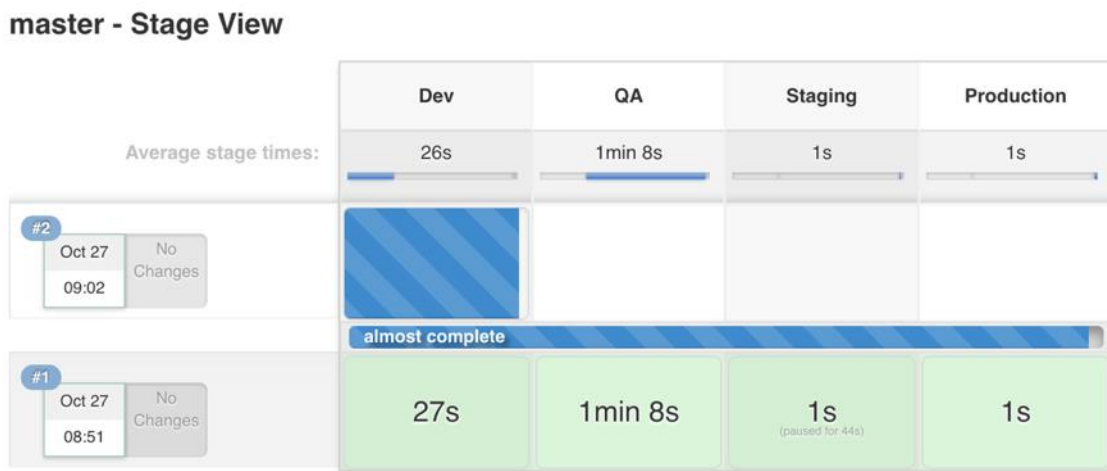 master - Stage View
Dev QA Staging Production
Average stage times: 26s 1min 8s 1s 1s
#2
Oct 27 No
Changes
09:02
almost complete
#1
Oct 27 No
Changes
08:51
27s 1min 8s 1s 1s
(paused for 44s)